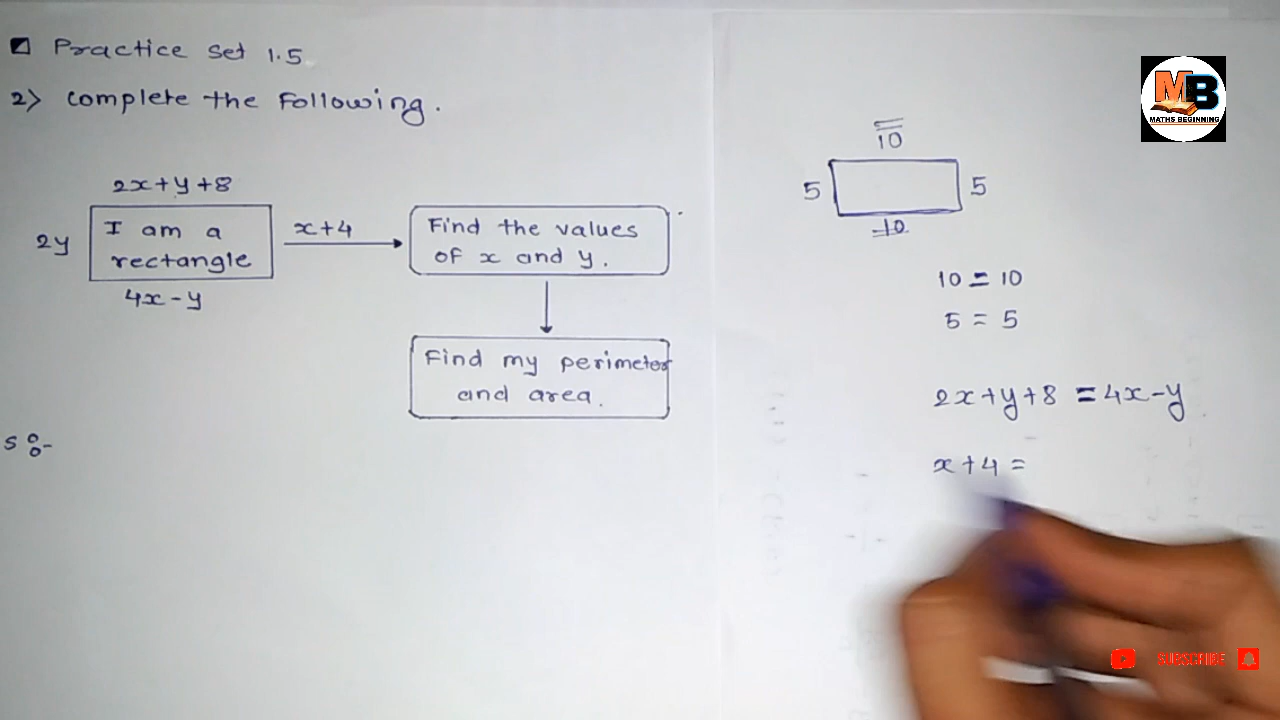 Practice set 1.5
2) complete the Following.
2x+y+8
2y
I am a
rectangle
4x-y
x+4
Find the values
of x and y.
Find my perimeter
and area.
S :-
10
5
5
10
10 = 10
5 = 5
2x+y+8 = 4x-y
x+4 =
MB
MATHS BEGINNING
SUBSCRIBE